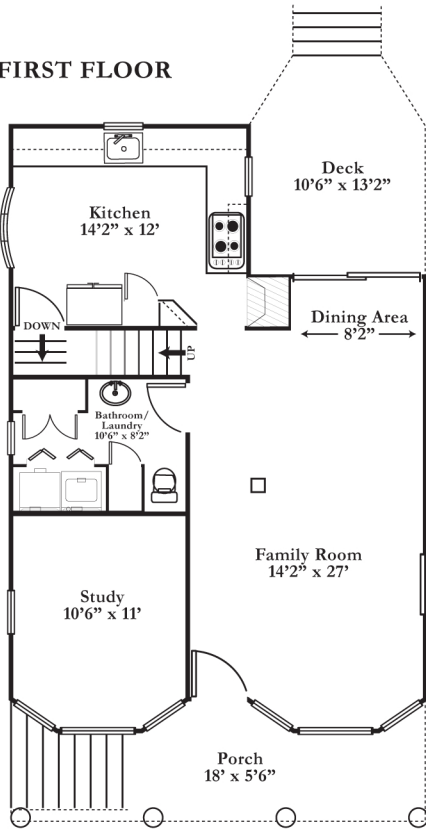 FIRST FLOOR
Deck
10'6” x 13'2”
Kitchen
14'2” x 12'
Dining Area
8'2”
DOWN
UP
Bathroom/
Laundry
10'6” x 8'2”
Family Room
14'2” x 27'
Study
10'6” x 11'
Porch
18' x 5'6”